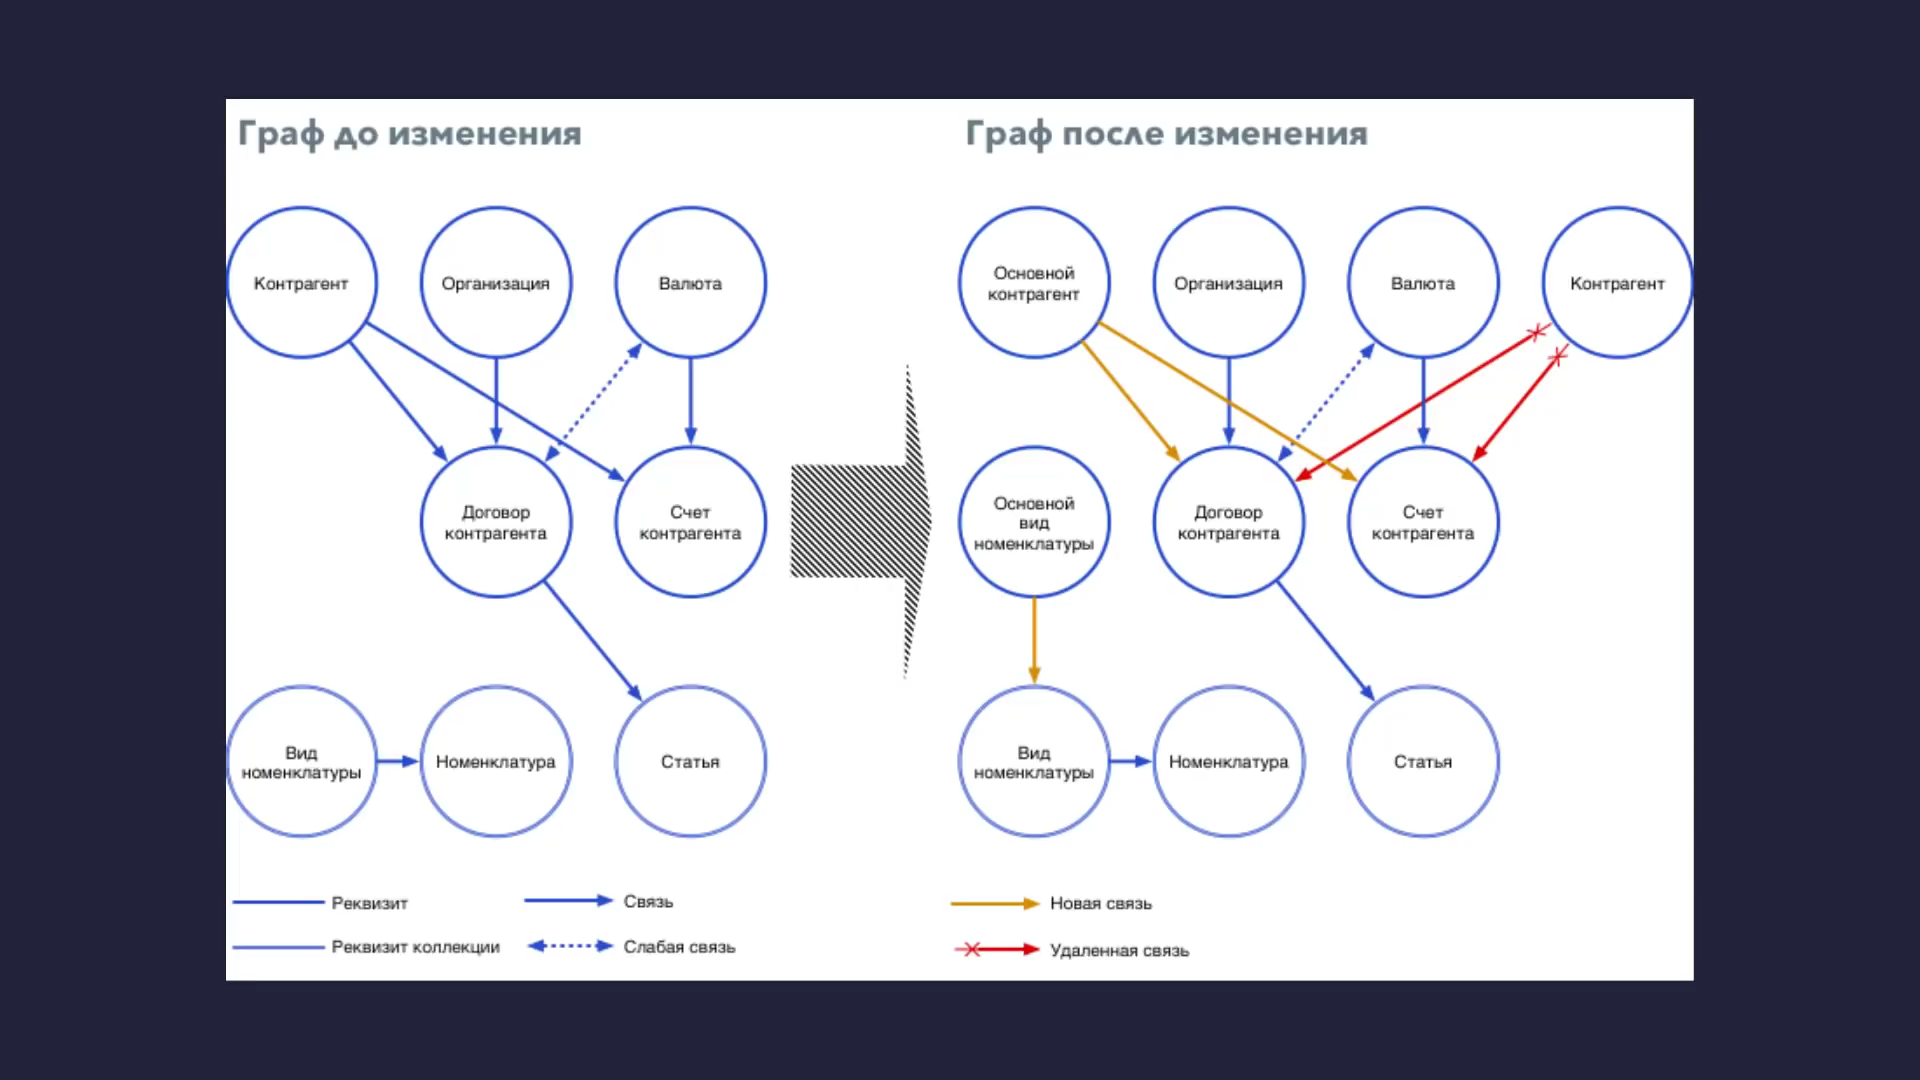 Граф до изменения
Граф после изменения
Контрагент
Организация
Валюта
Основной
контрагент
Организация
Валюта
Контрагент
Договор
контрагента
Счет
контрагента
Основной
вид
номенклатуры
Договор
контрагента
Счет
контрагента
Вид
номенклатуры
Номенклатура
Статья
Вид
номенклатуры
Номенклатура
Статья
Реквизит
Связь
Новая связь
Реквизит коллекции
Слабая связь
Удаленная связь